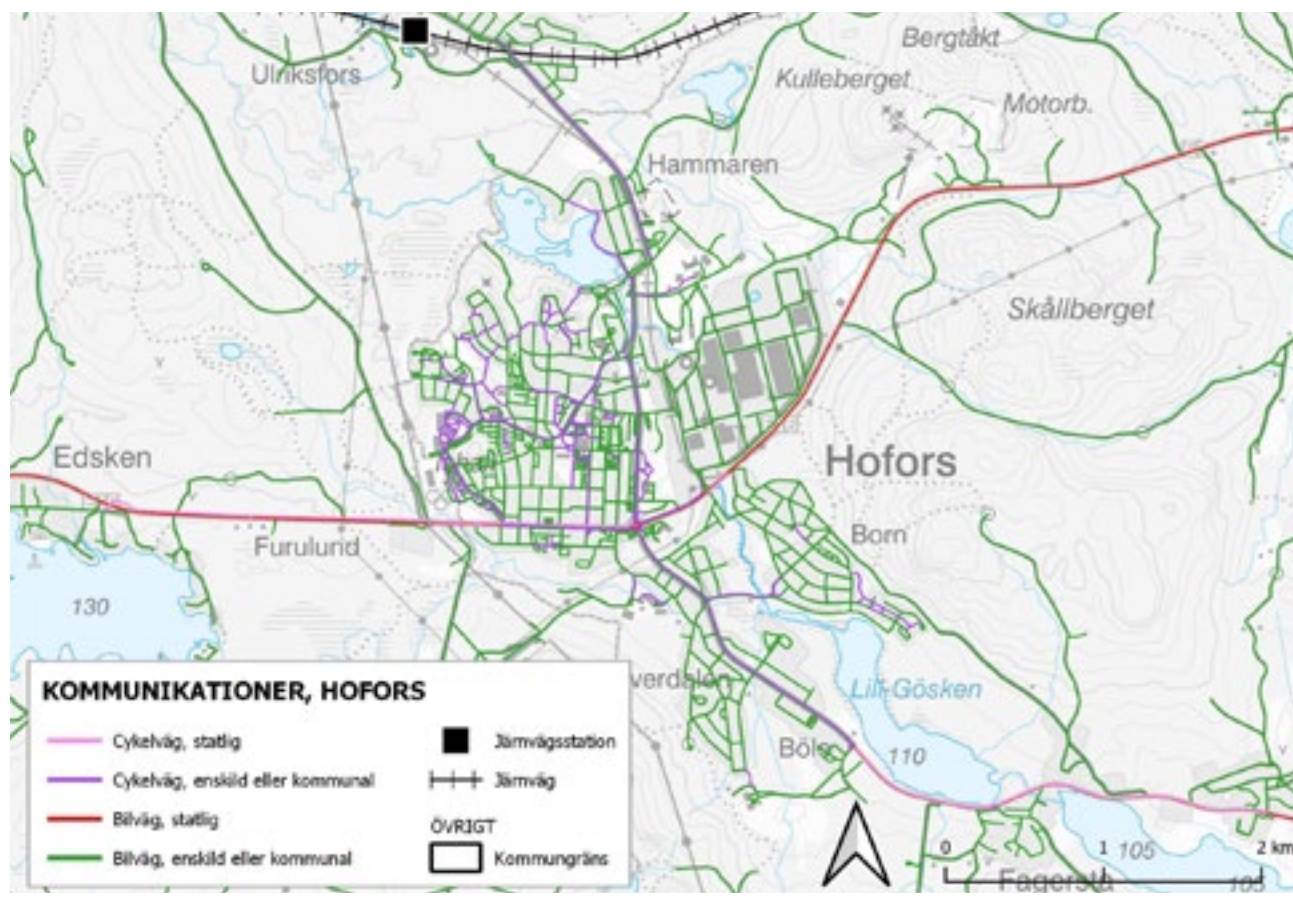 Bergtäkt
Ulriksfors
Kulleberget
Motorb.
Hammaren
Skållberget
Edsken
Hofors
Furulund
Born
130
verdalen
Lill-Gösken
KOMMUNIKATIONER, HOFORS
Cykelväg, statlig
Cykelväg, enskild eller kommunal
Bilväg, statlig
Bilväg, enskild eller kommunal
Järnvägsstation
Järnväg
ÖVRIGT
Kommungräns
110
0 1 2 km
105
Fagersta
105